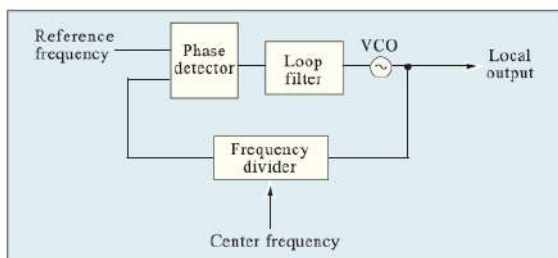 Reference
frequency
Phase
detector
Loop
filter
VCO
Local
output
Frequency
divider
Center frequency